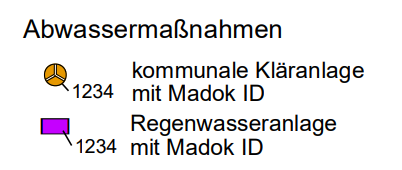 Abwassermaßnahmen
kommunale Kläranlage
1234 mit Madok ID
Regenwasseranlage
1234 mit Madok ID